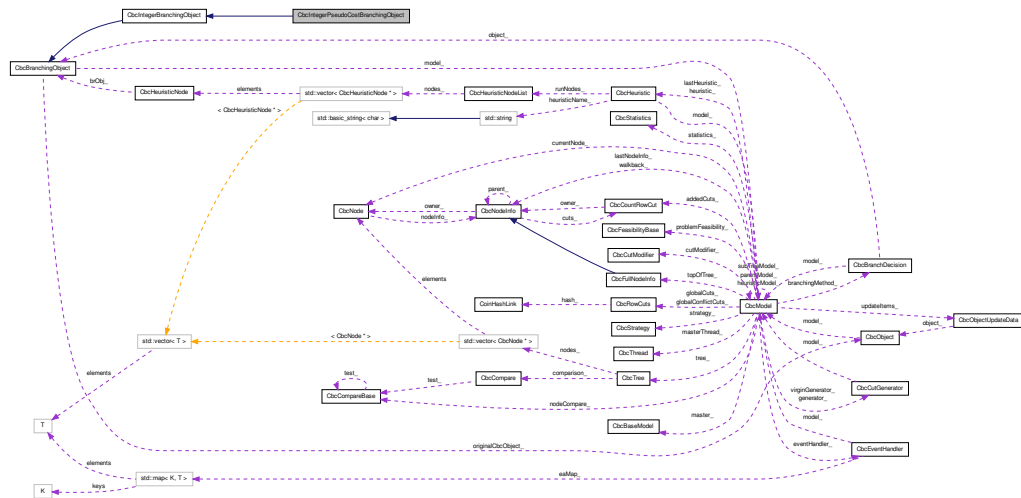 CbcIntegerBranchingObject
CbcIntegerPseudoCostBranchingObject
object_
CbcBranchingObject
model_
brObj_
CbcHeuristicNode
elements
std::vector< CbcHeuristicNode * >
nodes_
CbcHeuristicNodeList
runNodes_
CbcHeuristic
lastHeuristic_
heuristic_
< CbcHeuristicNode * >
heuristicName_
std::basic_string< char >
std::string
CbcStatistics
model_
statistics_
currentNode_
lastNodeInfo_
walkback_
parent_
CbcNode
owner_
nodeInfo_
CbcNodeInfo
owner_
cuts_
CbcCountRowCut
addedCuts_
CbcFeasibilityBase
problemFeasibility_
CbcCutModifier
cutModifier_
CbcFullNodeInfo
topOfTree_
subTreeModel_
parentModel_
heuristicModel_
model_
branchingMethod_
CbcBranchDecision
elements
CoinHashLink
hash_
CbcRowCuts
globalCuts_
globalConflictCuts_
CbcModel
updateItems_
CbcObjectUpdateData
CbcStrategy
strategy_
model_
object_
CbcObject
std::vector< T >
< CbcNode * >
std::vector< CbcNode * >
masterThread_
CbcThread
model_
nodes_
tree_
elements
test_
CbcCompareBase
test_
CbcCompare
comparison_
CbcTree
nodeCompare_
virginGenerator_
generator_
CbcCutGenerator
T
master_
CbcBaseModel
model_
originalCbcObject_
eventHandler_
CbcEventHandler
elements
std::map< K, T >
eaMap_
keys
K